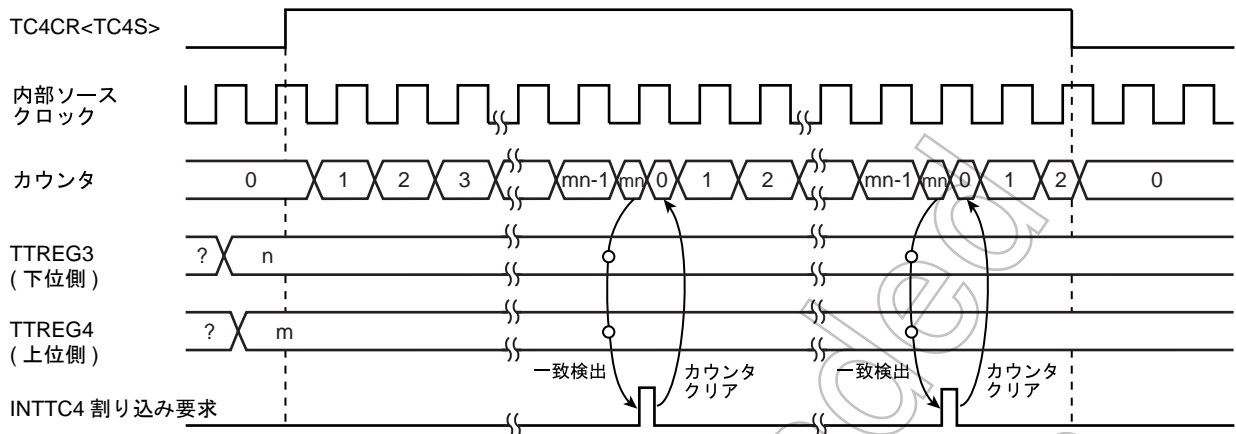 TC4CR<TC4S>
内部ソース
クロック
カウンタ 0 1 2 3 mn-1 mn 0 1 2 mn-1 mn 0 1 2 0
TTREG3 ? n
( 下位側 )
TTREG4 ? m
( 上位側 )
一致検出 カウンタ クリア 一致検出 カウンタ クリア
INTTC4 割り込み要求